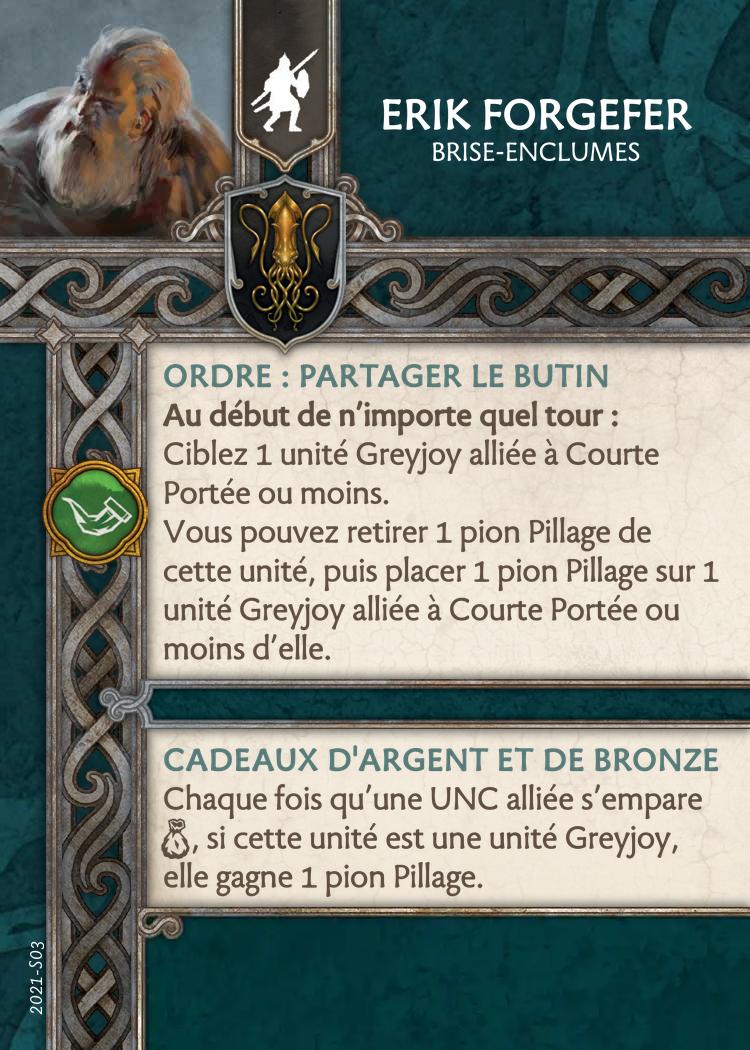 ERIK FORGEFER
BRISE-ENCLUMES
ORDRE : PARTAGER LE BUTIN
Au début de n'importe quel tour :
Ciblez 1 unité Greyjoy alliée à Courte
Portée ou moins.
Vous pouvez retirer 1 pion Pillage de
cette unité, puis placer 1 pion Pillage sur 1
unité Greyjoy alliée à Courte Portée ou
moins d'elle.
CADEAUX D'ARGENT ET DE BRONZE
Chaque fois qu'une UNC alliée s'empare
, si cette unité est une unité Greyjoy,
elle gagne 1 pion Pillage.
2021-S03